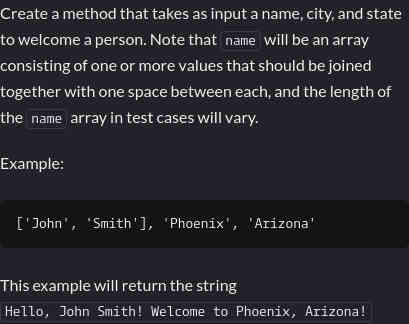 Create a method that takes as input a name, city, and state
to welcome a person. Note that name will be an array
consisting of one or more values that should be joined
together with one space between each, and the length of
the name array in test cases will vary.
Example:
['John', 'Smith'], 'Phoenix', 'Arizona'
This example will return the string
Hello, John Smith! Welcome to Phoenix, Arizona!